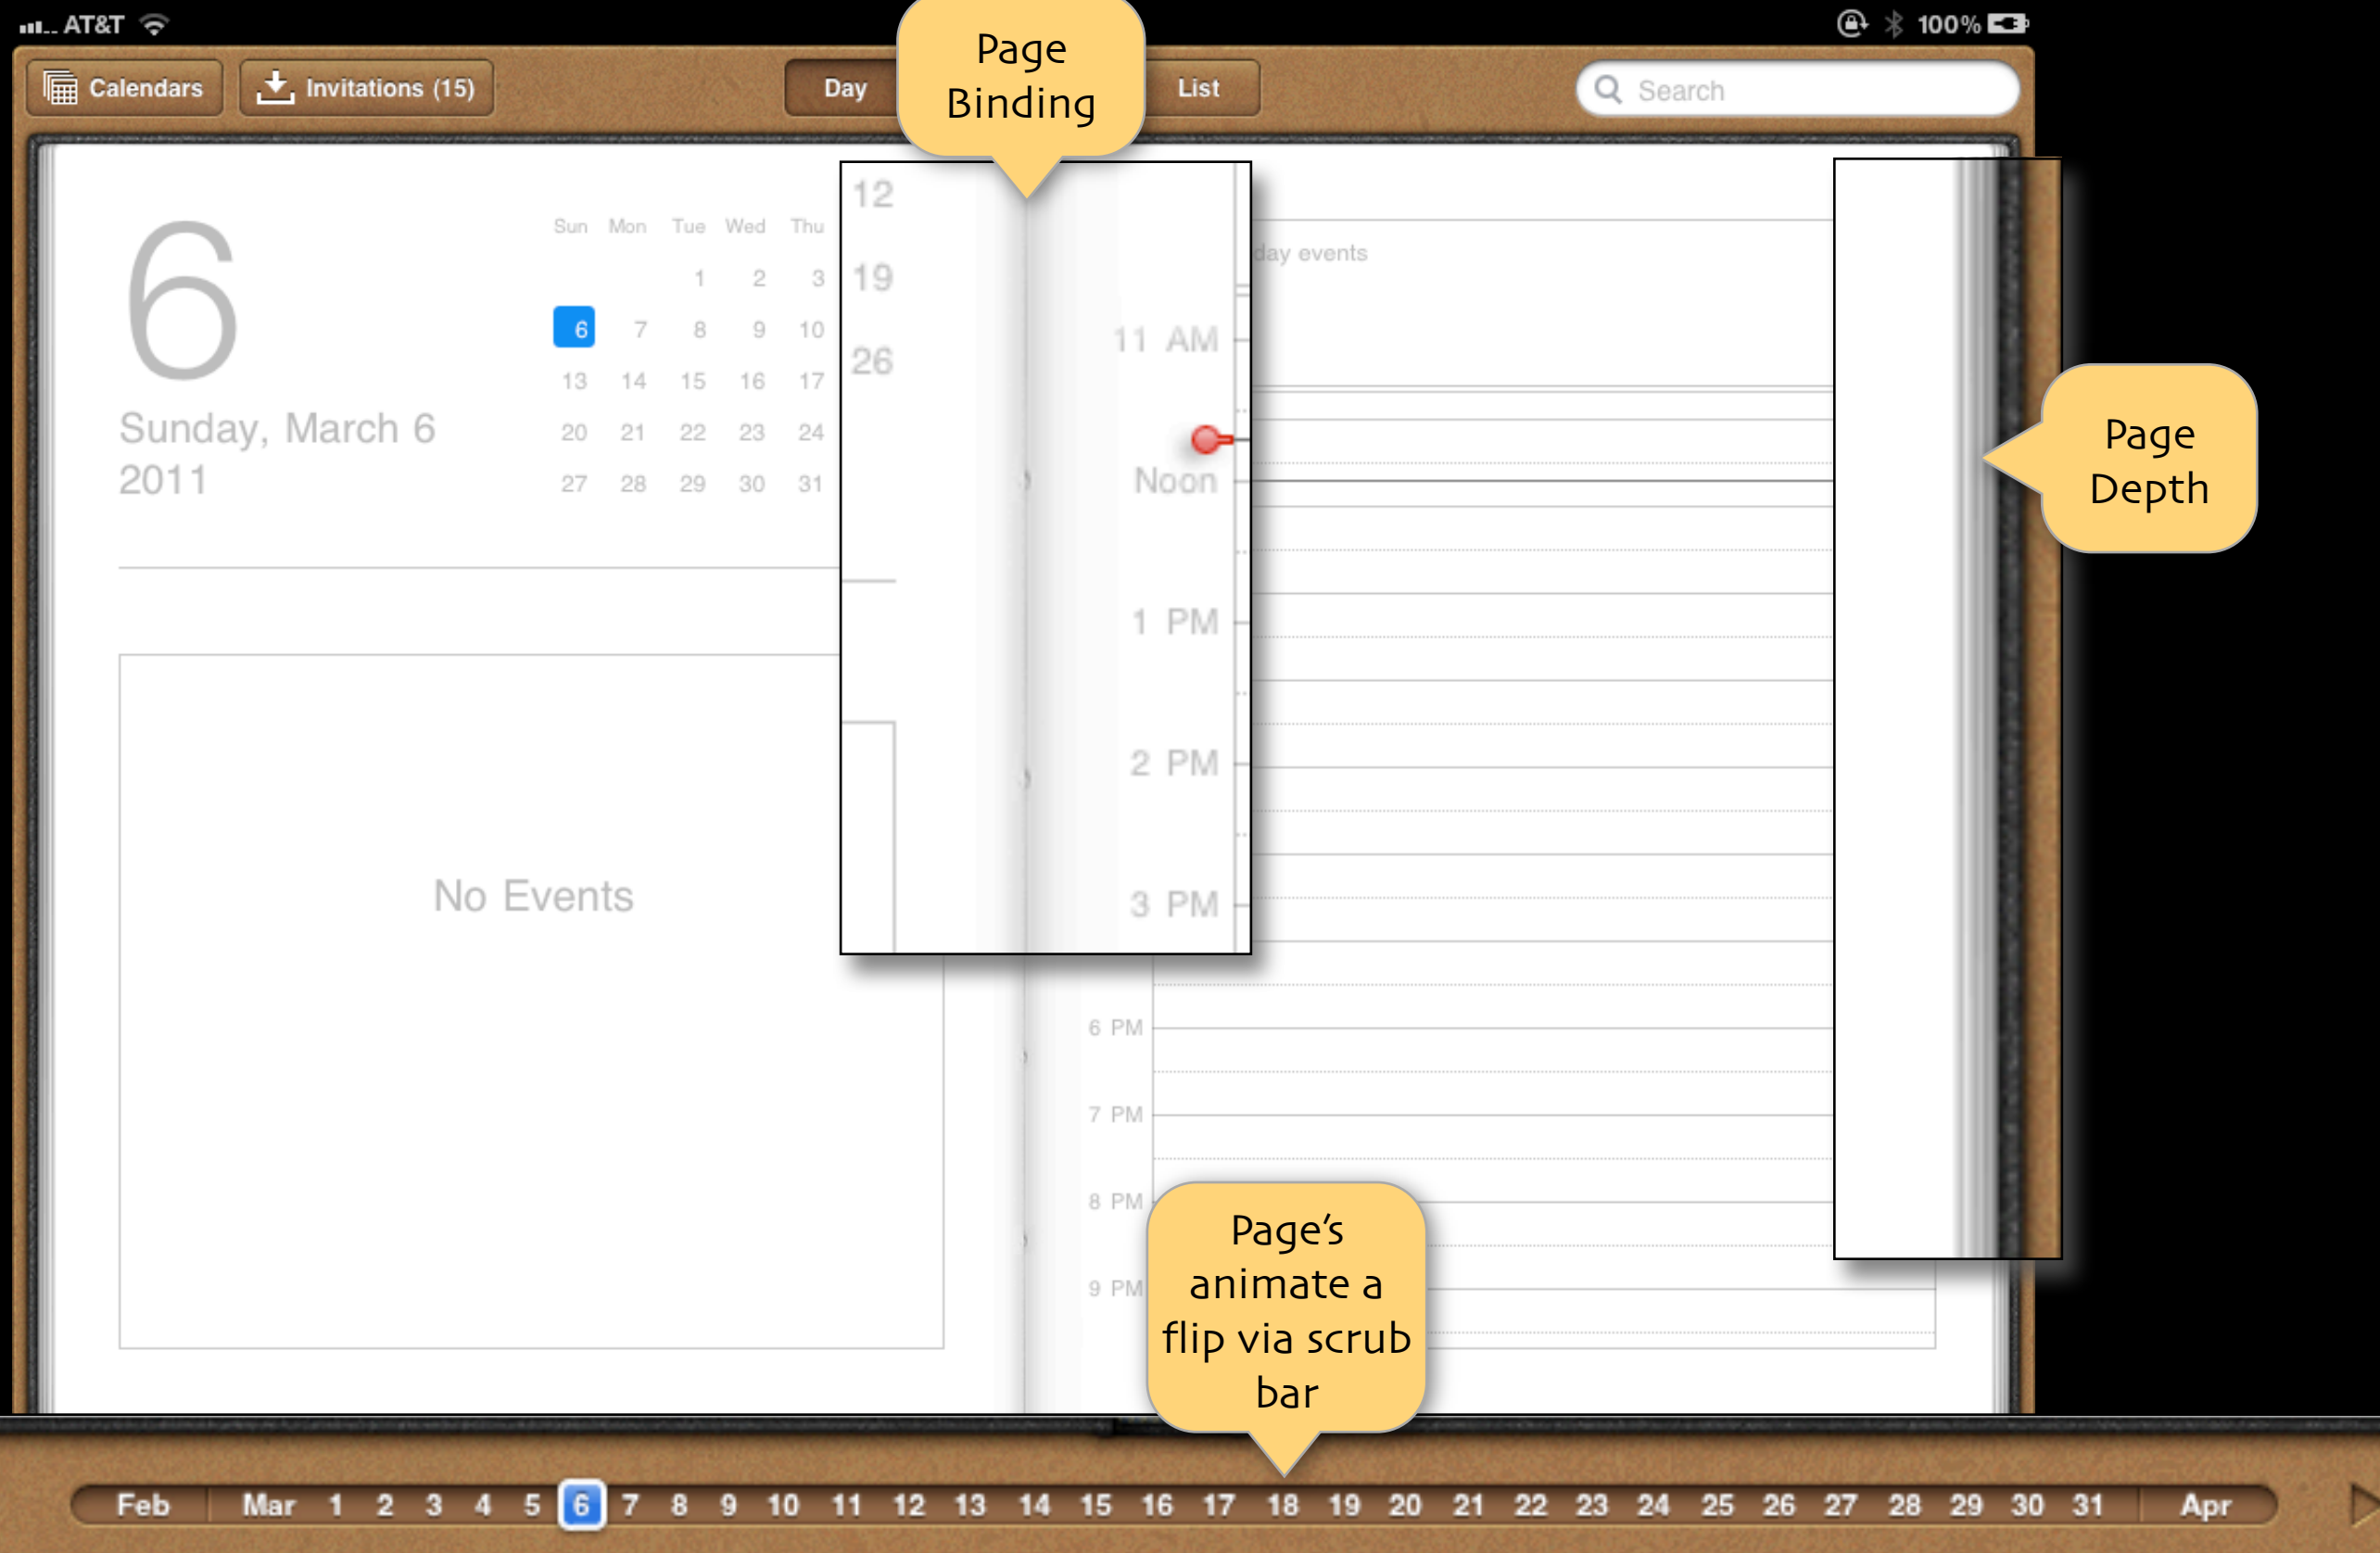 AT&T 100%
Page
Binding
Calendars Invitations (15) Day List Search
6
Sunday, March 6
2011
Sun Mon Tue Wed Thu
1 2 3
6 7 8 9 10
13 14 15 16 17
20 21 22 23 24
27 28 29 30 31
12
19
26
day events
11 AM
Noon
1 PM
2 PM
3 PM
Page
Depth
No Events
6 PM
7 PM
8 PM
9 PM
Page's
animate a
flip via scrub
bar
Feb Mar 1 2 3 4 5 6 7 8 9 10 11 12 13 14 15 16 17 18 19 20 21 22 23 24 25 26 27 28 29 30 31 Apr